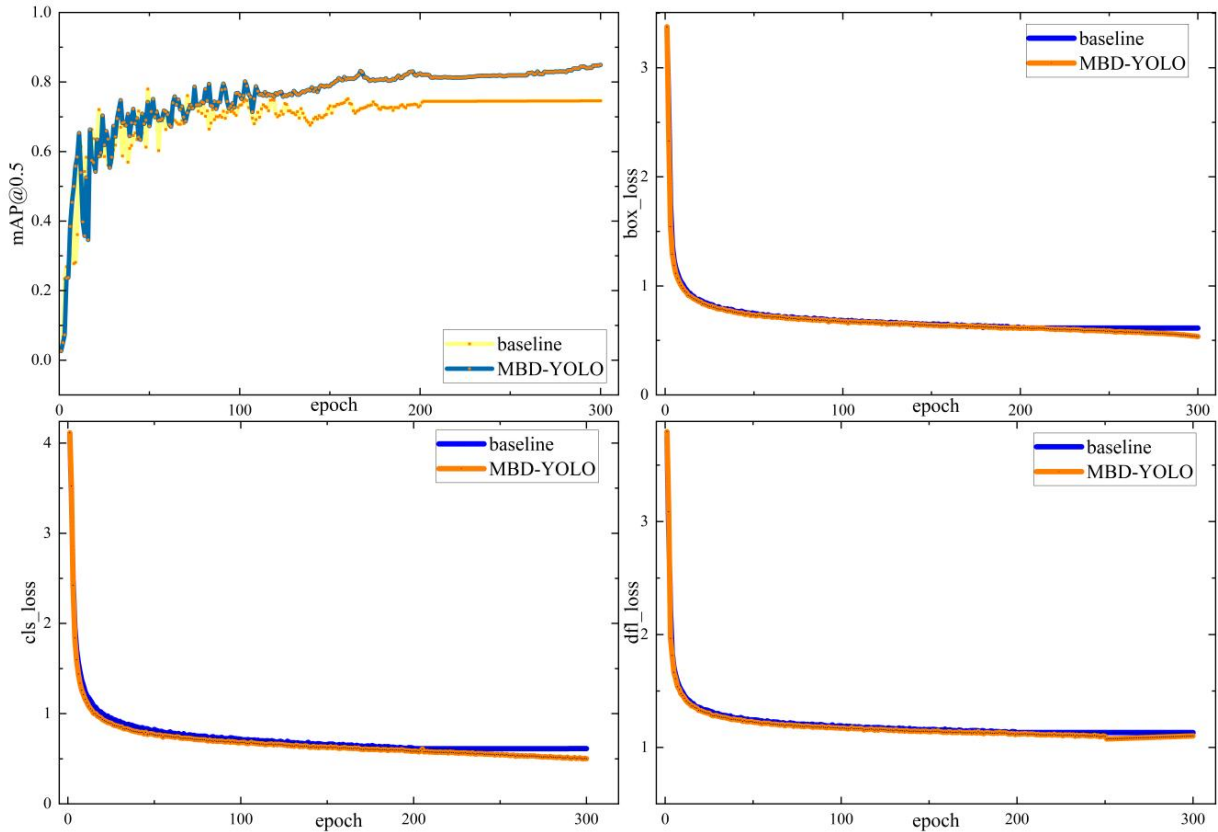 1.0
0.8
0.6
0.4
0.2
0.0
mAP@0.5
baseline
MBD-YOLO
0
100
200
300
epoch
3
2
1
0
box_loss
baseline
MBD-YOLO
0
100
200
300
epoch
4
3
2
1
0
cls_loss
baseline
MBD-YOLO
0
100
200
300
epoch
3
2
1
dfl_loss
baseline
MBD-YOLO
0
100
200
300
epoch